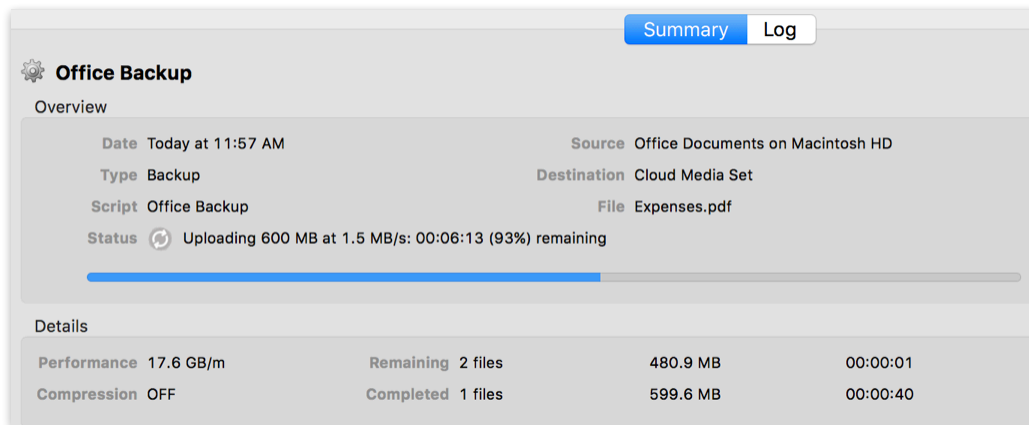 Summary Log
Office Backup
Overview
Date Today at 11:57 AM Source Office Documents on Macintosh HD
Type Backup Destination Cloud Media Set
Script Office Backup File Expenses.pdf
Status Uploading 600 MB at 1.5 MB/s: 00:06:13 (93%) remaining
Details
Performance 17.6 GB/m Remaining 2 files 480.9 MB 00:00:01
Compression OFF Completed 1 files 599.6 MB 00:00:40